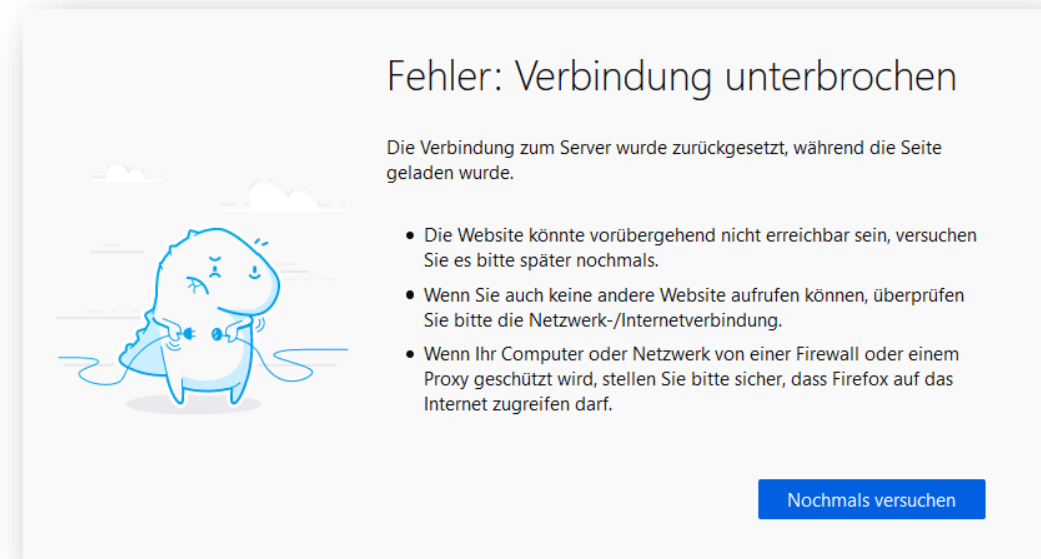 Fehler: Verbindung unterbrochen
Die Verbindung zum Server wurde zurückgesetzt, während die Seite
geladen wurde.
• Die Website könnte vorübergehend nicht erreichbar sein, versuchen
Sie es bitte später nochmals.
• Wenn Sie auch keine andere Website aufrufen können, überprüfen
Sie bitte die Netzwerk-/Internetverbindung.
• Wenn Ihr Computer oder Netzwerk von einer Firewall oder einem
Proxy geschützt wird, stellen Sie bitte sicher, dass Firefox auf das
Internet zugreifen darf.
Nochmals versuchen